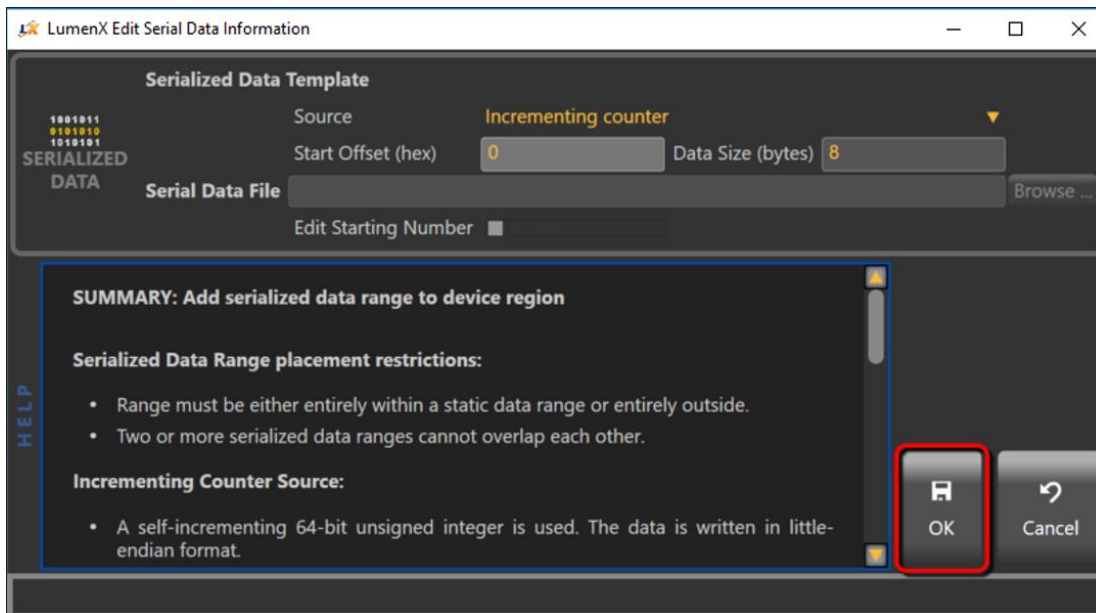 LumenX Edit Serial Data Information
Serialized Data Template
1001011
0101010
1010101
SERIALIZED
DATA
Source Incrementing counter
Start Offset (hex) 0 Data Size (bytes) 8
Serial Data File Browse ...
Edit Starting Number
HELP
SUMMARY: Add serialized data range to device region
Serialized Data Range placement restrictions:
• Range must be either entirely within a static data range or entirely outside.
• Two or more serialized data ranges cannot overlap each other.
Incrementing Counter Source:
• A self-incrementing 64-bit unsigned integer is used. The data is written in little-
endian format.
OK
Cancel